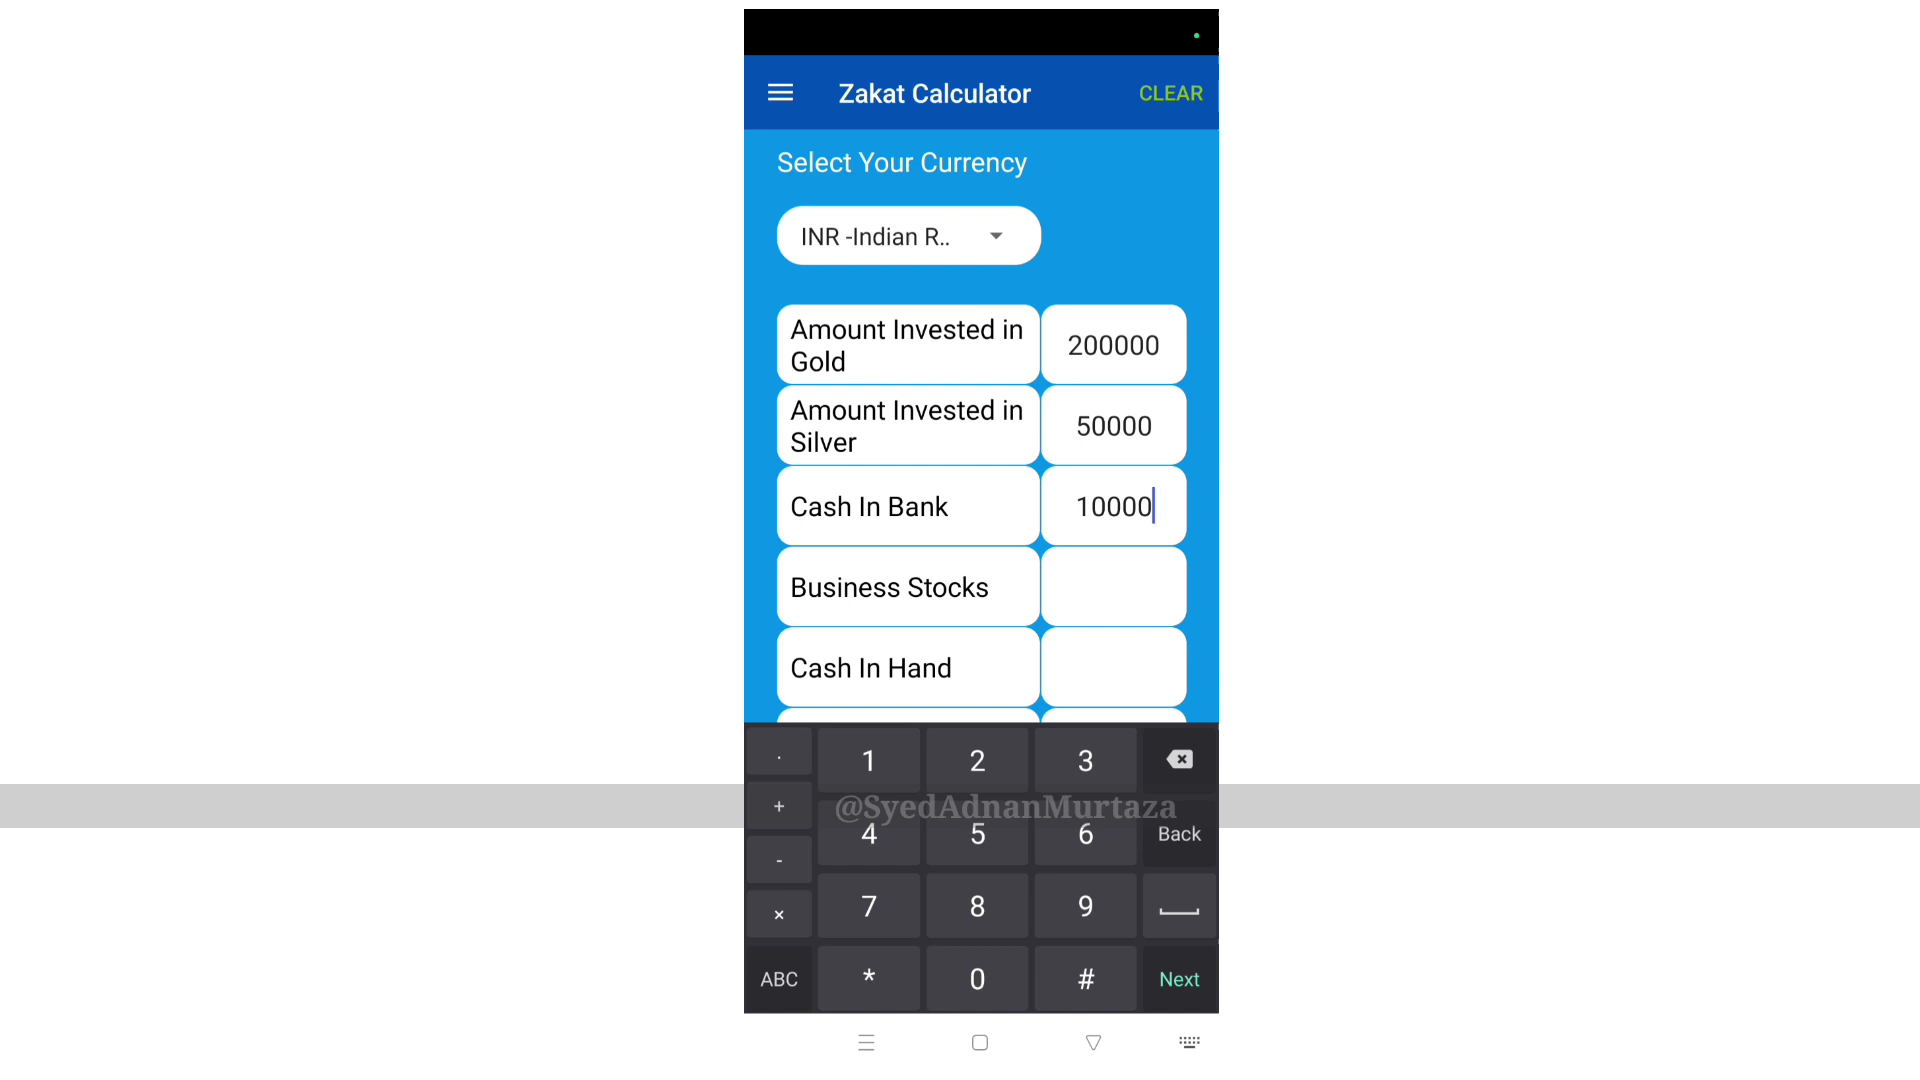 Zakat Calculator
CLEAR
Select Your Currency
INR -Indian R..
Amount Invested in
Gold
200000
Amount Invested in
Silver
50000
Cash In Bank
10000
Business Stocks
Cash In Hand
. 1 2 3
+
@SyedAdnanMurtaza
4 5 6 Back
-
7 8 9
×
ABC * 0 # Next